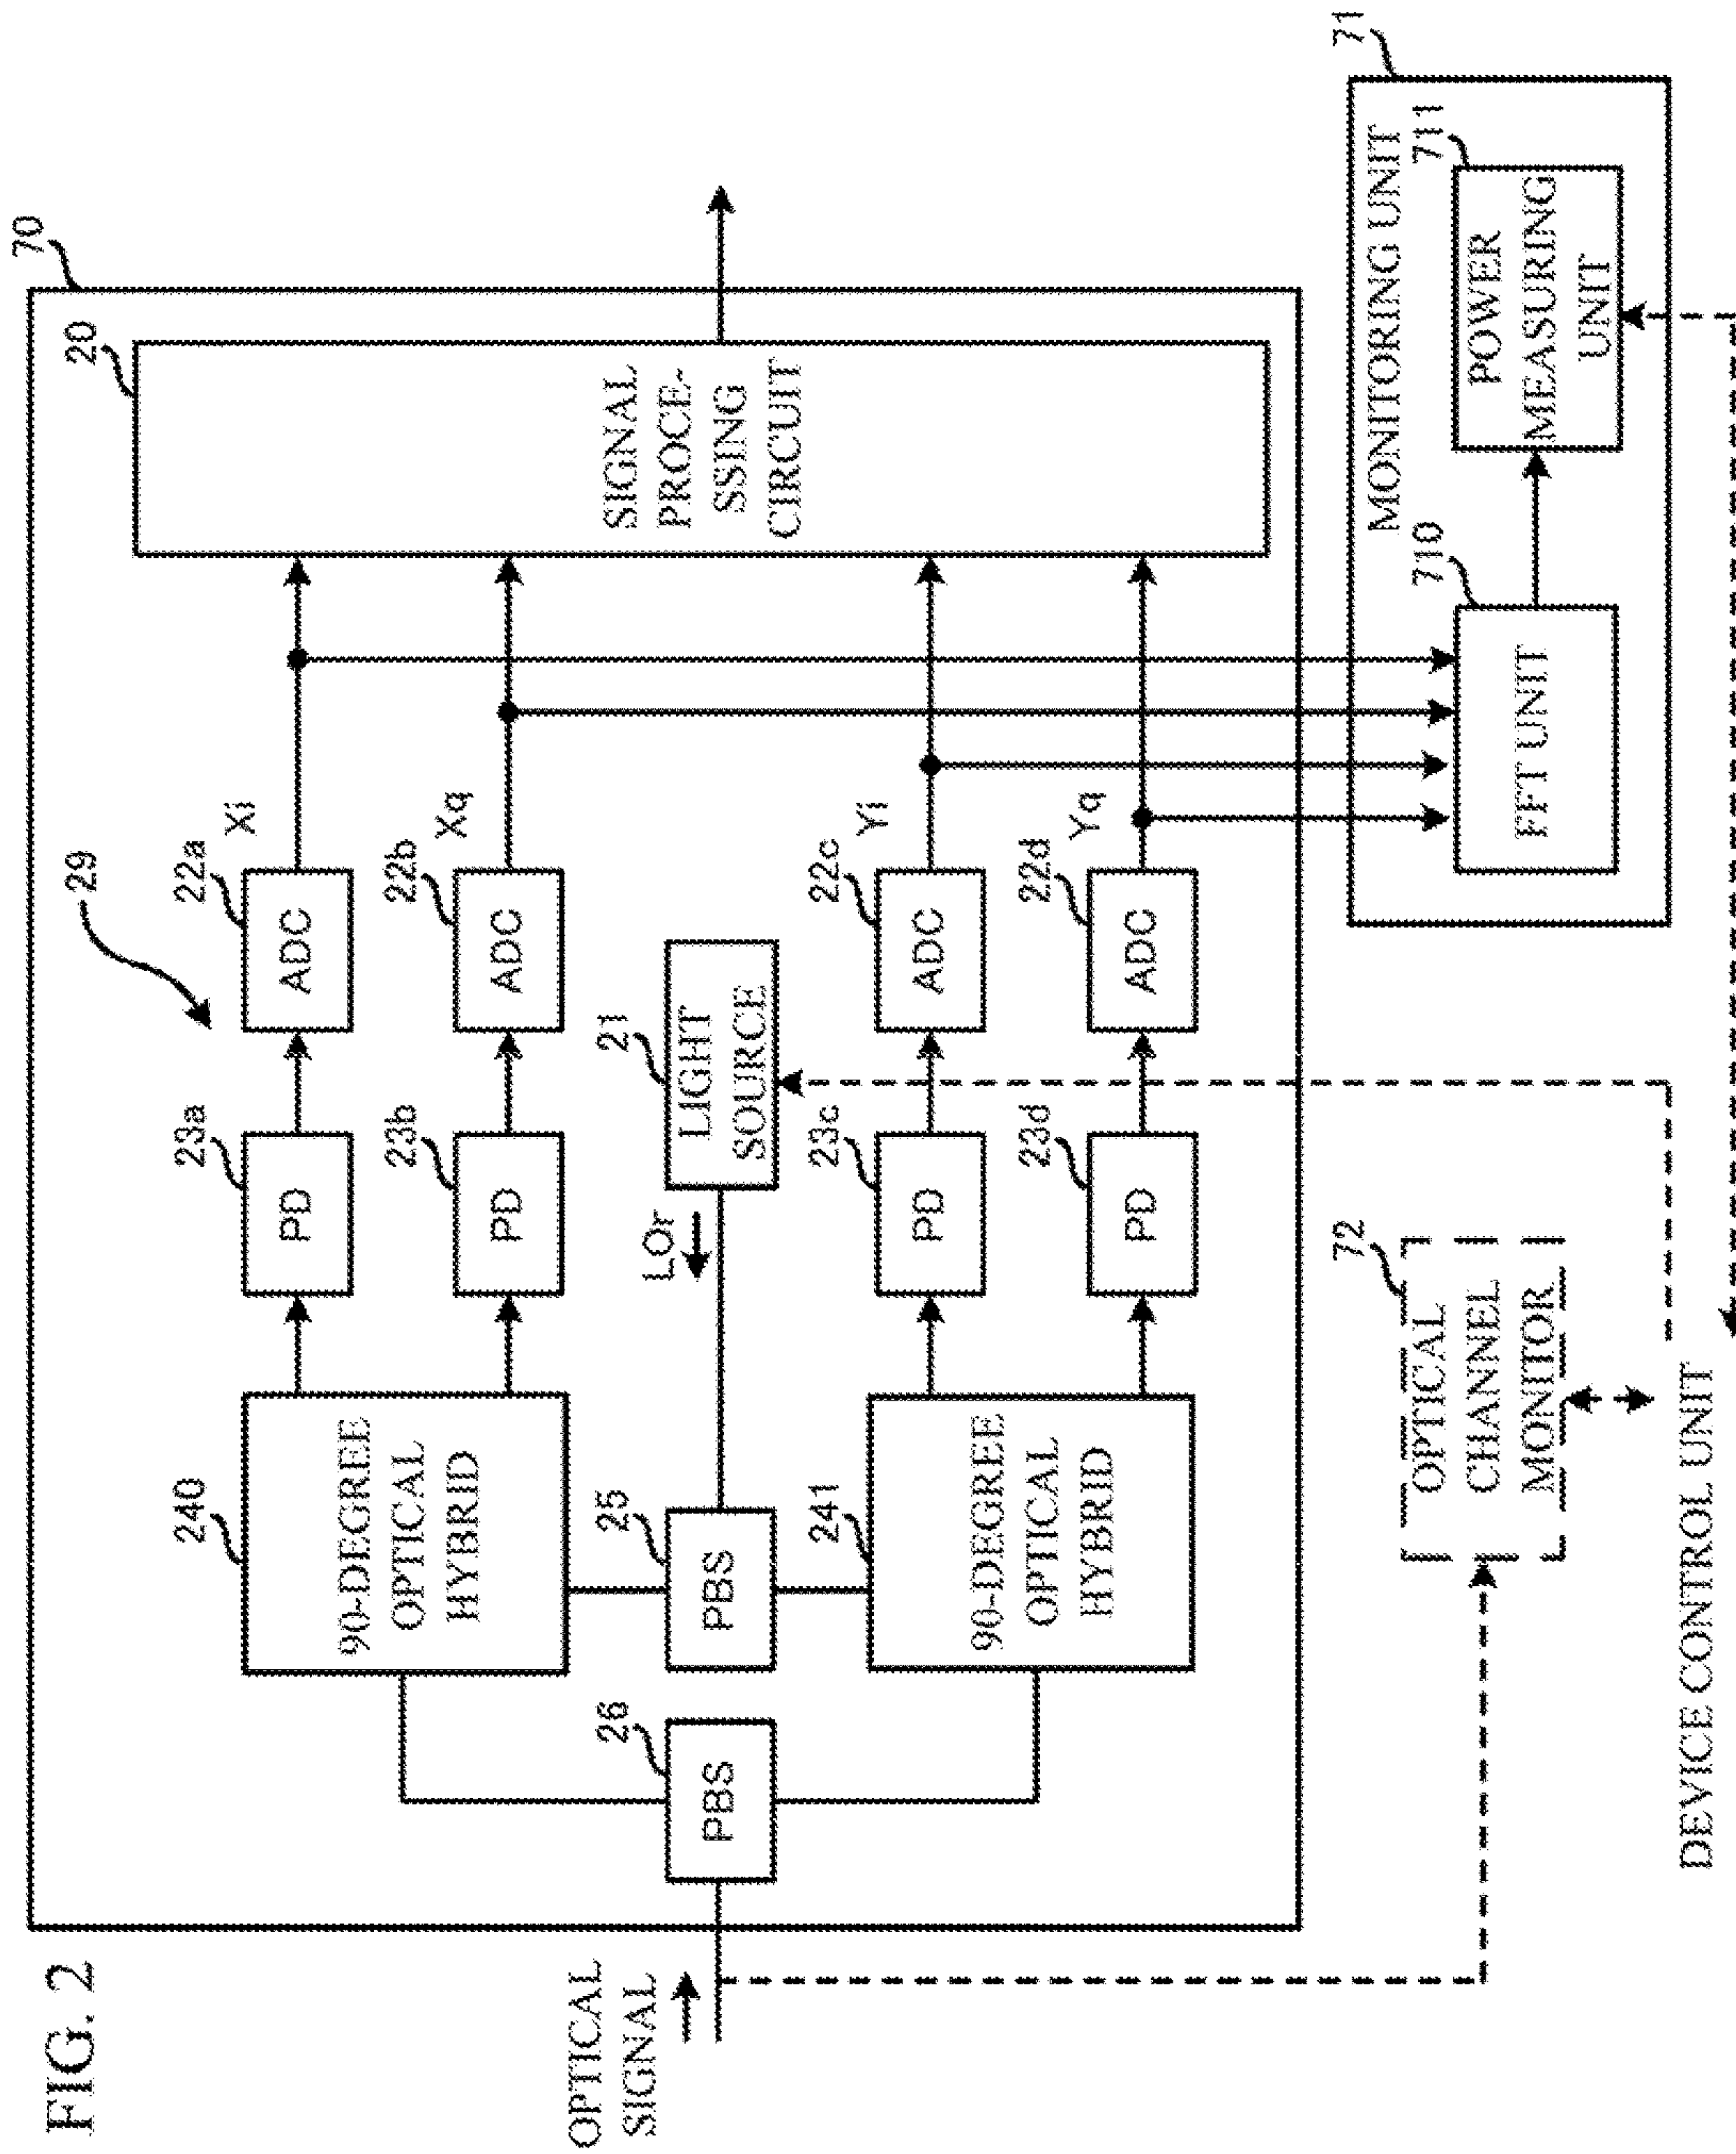 FIG. 2
70
20
29
22a
Xi
23a
ADC
PD
240
90-DEGREE
OPTICAL
HYBRID
22b
Xq
23b
ADC
PD
SIGNAL
PROCE-
SSING
CIRCUIT
OPTICAL
SIGNAL
26
PBS
25
PBS
LOr
21
LIGHT
SOURCE
241
90-DEGREE
OPTICAL
HYBRID
23c
PD
22c
ADC
Yi
23d
PD
22d
ADC
Yq
72
OPTICAL
CHANNEL
MONITOR
71
MONITORING UNIT
710
FFT UNIT
711
POWER
MEASURING
UNIT
DEVICE CONTROL UNIT